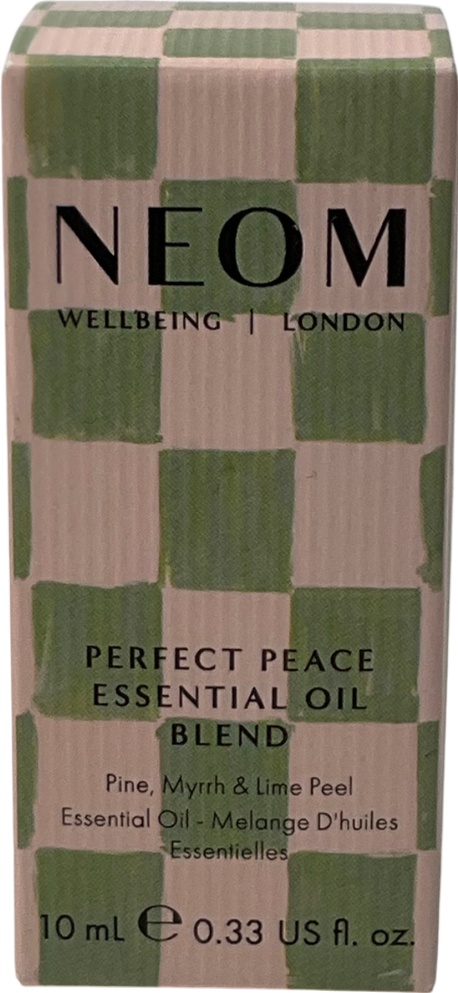 NEOM
WELLBEING | LONDON
PERFECT PEACE
ESSENTIAL OIL
BLEND
Pine, Myrrh & Lime Peel
Essential Oil - Melange D'huiles
Essentielles
10 mL ℮ 0.33 US fl. oz.